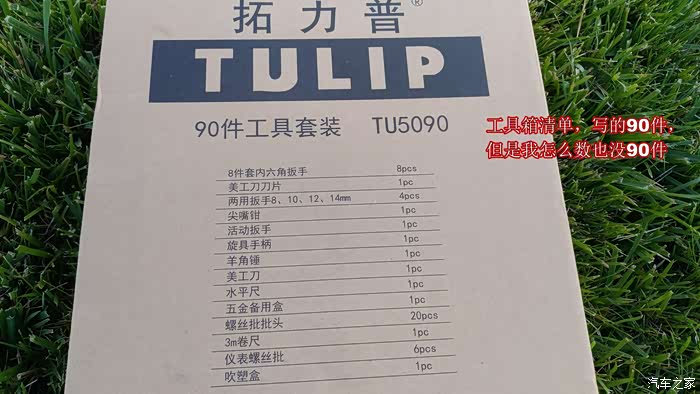 拓力普®
TULIP
90件工具套装 TU5090
工具箱清单，写的90件，
但是我怎么数也没90件
8件套内六角扳手 8pcs
美工刀刀片 1pc
两用扳手8、10、12、14mm 4pcs
尖嘴钳 1pc
活动扳手 1pc
旋具手柄 1pc
羊角锤 1pc
美工刀 1pc
水平尺 1pc
五金备用盒 1pc
螺丝批批头 20pcs
3m卷尺 1pc
仪表螺丝批 6pcs
吹塑盒 1pc
汽车之家